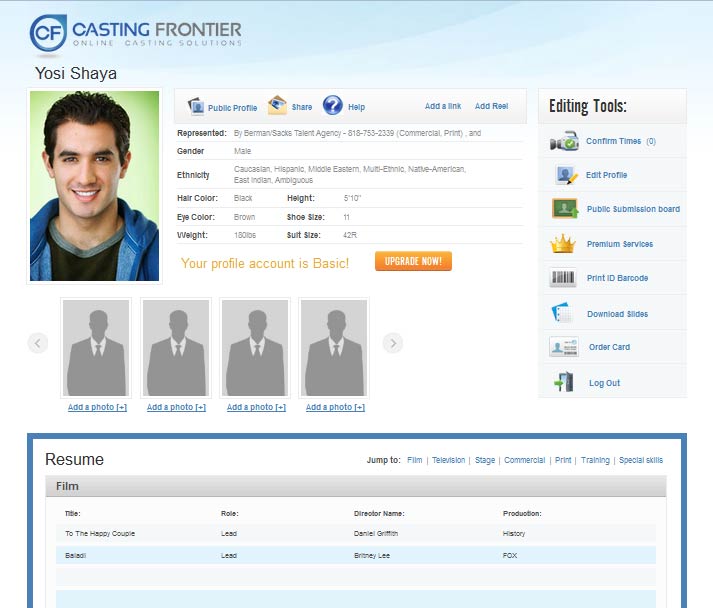 CF CASTING FRONTIER
ONLINE CASTING SOLUTIONS
Yosi Shaya
Public Profile Share Help Add a link Add Reel
Represented: By Berman/Sacks Talent Agency - 818-753-2339 (Commercial, Print) , and
Gender Male
Ethnicity Caucasian, Hispanic, Middle Eastern, Multi-Ethnic, Native-American,
East Indian, Ambiguous
Hair Color: Black Height: 5'10"
Eye Color: Brown Shoe Size: 11
Weight: 180lbs Suit Size: 42R
Your profile account is Basic! UPGRADE NOW!
Editing Tools:
Confirm Times (0)
Edit Profile
Public Submission board
Premium Services
Print ID Barcode
Download Slides
Order Card
Log Out
Add a photo [+] Add a photo [+] Add a photo [+] Add a photo [+]
Resume Jump to: Film | Television | Stage | Commercial | Print | Training | Special skills
Film
Title: Role: Director Name: Production:
To The Happy Couple Lead Daniel Griffith History
Baladi Lead Britney Lee FOX